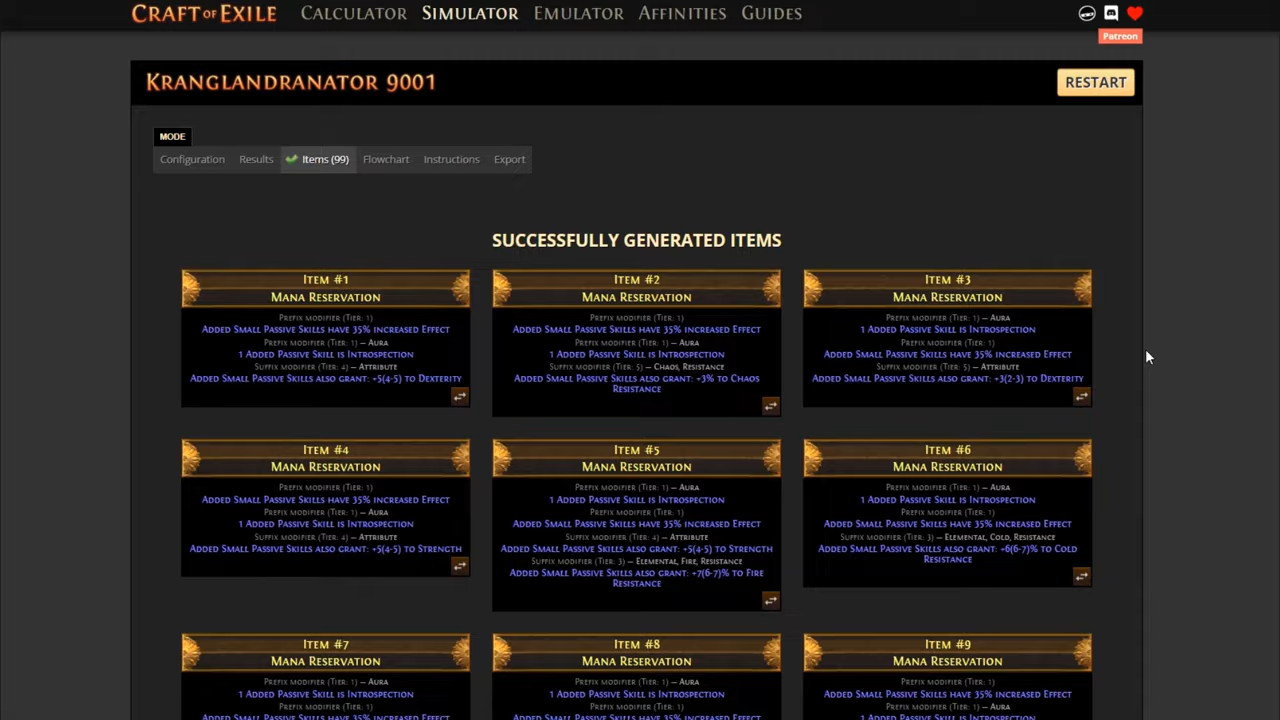 CRAFT OF EXILE CALCULATOR SIMULATOR EMULATOR AFFINITIES GUIDES
Patreon
KRANGLANDRANATOR 9001 RESTART
MODE
Configuration Results Items (99) Flowchart Instructions Export
SUCCESSFULLY GENERATED ITEMS
ITEM #1
MANA RESERVATION
PREFIX MODIFIER (TIER: 1)
ADDED SMALL PASSIVE SKILLS HAVE 35% INCREASED EFFECT
PREFIX MODIFIER (TIER: 1) — AURA
1 ADDED PASSIVE SKILL IS INTROSPECTION
SUFFIX MODIFIER (TIER: 4) — ATTRIBUTE
ADDED SMALL PASSIVE SKILLS ALSO GRANT: +5(4-5) TO DEXTERITY
ITEM #2
MANA RESERVATION
PREFIX MODIFIER (TIER: 1)
ADDED SMALL PASSIVE SKILLS HAVE 35% INCREASED EFFECT
PREFIX MODIFIER (TIER: 1) — AURA
1 ADDED PASSIVE SKILL IS INTROSPECTION
SUFFIX MODIFIER (TIER: 5) — CHAOS, RESISTANCE
ADDED SMALL PASSIVE SKILLS ALSO GRANT: +3% TO CHAOS
RESISTANCE
ITEM #3
MANA RESERVATION
PREFIX MODIFIER (TIER: 1) — AURA
1 ADDED PASSIVE SKILL IS INTROSPECTION
PREFIX MODIFIER (TIER: 1)
ADDED SMALL PASSIVE SKILLS HAVE 35% INCREASED EFFECT
SUFFIX MODIFIER (TIER: 5) — ATTRIBUTE
ADDED SMALL PASSIVE SKILLS ALSO GRANT: +3(2-3) TO DEXTERITY
ITEM #4
MANA RESERVATION
PREFIX MODIFIER (TIER: 1)
ADDED SMALL PASSIVE SKILLS HAVE 35% INCREASED EFFECT
PREFIX MODIFIER (TIER: 1) — AURA
1 ADDED PASSIVE SKILL IS INTROSPECTION
SUFFIX MODIFIER (TIER: 4) — ATTRIBUTE
ADDED SMALL PASSIVE SKILLS ALSO GRANT: +5(4-5) TO STRENGTH
ITEM #5
MANA RESERVATION
PREFIX MODIFIER (TIER: 1) — AURA
1 ADDED PASSIVE SKILL IS INTROSPECTION
PREFIX MODIFIER (TIER: 1)
ADDED SMALL PASSIVE SKILLS HAVE 35% INCREASED EFFECT
SUFFIX MODIFIER (TIER: 4) — ATTRIBUTE
ADDED SMALL PASSIVE SKILLS ALSO GRANT: +5(4-5) TO STRENGTH
SUFFIX MODIFIER (TIER: 3) — ELEMENTAL, FIRE, RESISTANCE
ADDED SMALL PASSIVE SKILLS ALSO GRANT: +7(6-7)% TO FIRE
RESISTANCE
ITEM #6
MANA RESERVATION
PREFIX MODIFIER (TIER: 1) — AURA
1 ADDED PASSIVE SKILL IS INTROSPECTION
PREFIX MODIFIER (TIER: 1)
ADDED SMALL PASSIVE SKILLS HAVE 35% INCREASED EFFECT
SUFFIX MODIFIER (TIER: 3) — ELEMENTAL, COLD, RESISTANCE
ADDED SMALL PASSIVE SKILLS ALSO GRANT: +6(6-7)% TO COLD
RESISTANCE
ITEM #7
MANA RESERVATION
PREFIX MODIFIER (TIER: 1) — AURA
1 ADDED PASSIVE SKILL IS INTROSPECTION
PREFIX MODIFIER (TIER: 1)
ADDED SMALL PASSIVE SKILLS HAVE 35% INCREASED EFFECT
ITEM #8
MANA RESERVATION
PREFIX MODIFIER (TIER: 1) — AURA
1 ADDED PASSIVE SKILL IS INTROSPECTION
PREFIX MODIFIER (TIER: 1)
ADDED SMALL PASSIVE SKILLS HAVE 35% INCREASED EFFECT
ITEM #9
MANA RESERVATION
PREFIX MODIFIER (TIER: 1)
ADDED SMALL PASSIVE SKILLS HAVE 35% INCREASED EFFECT
PREFIX MODIFIER (TIER: 1) — AURA
1 ADDED PASSIVE SKILL IS INTROSPECTION